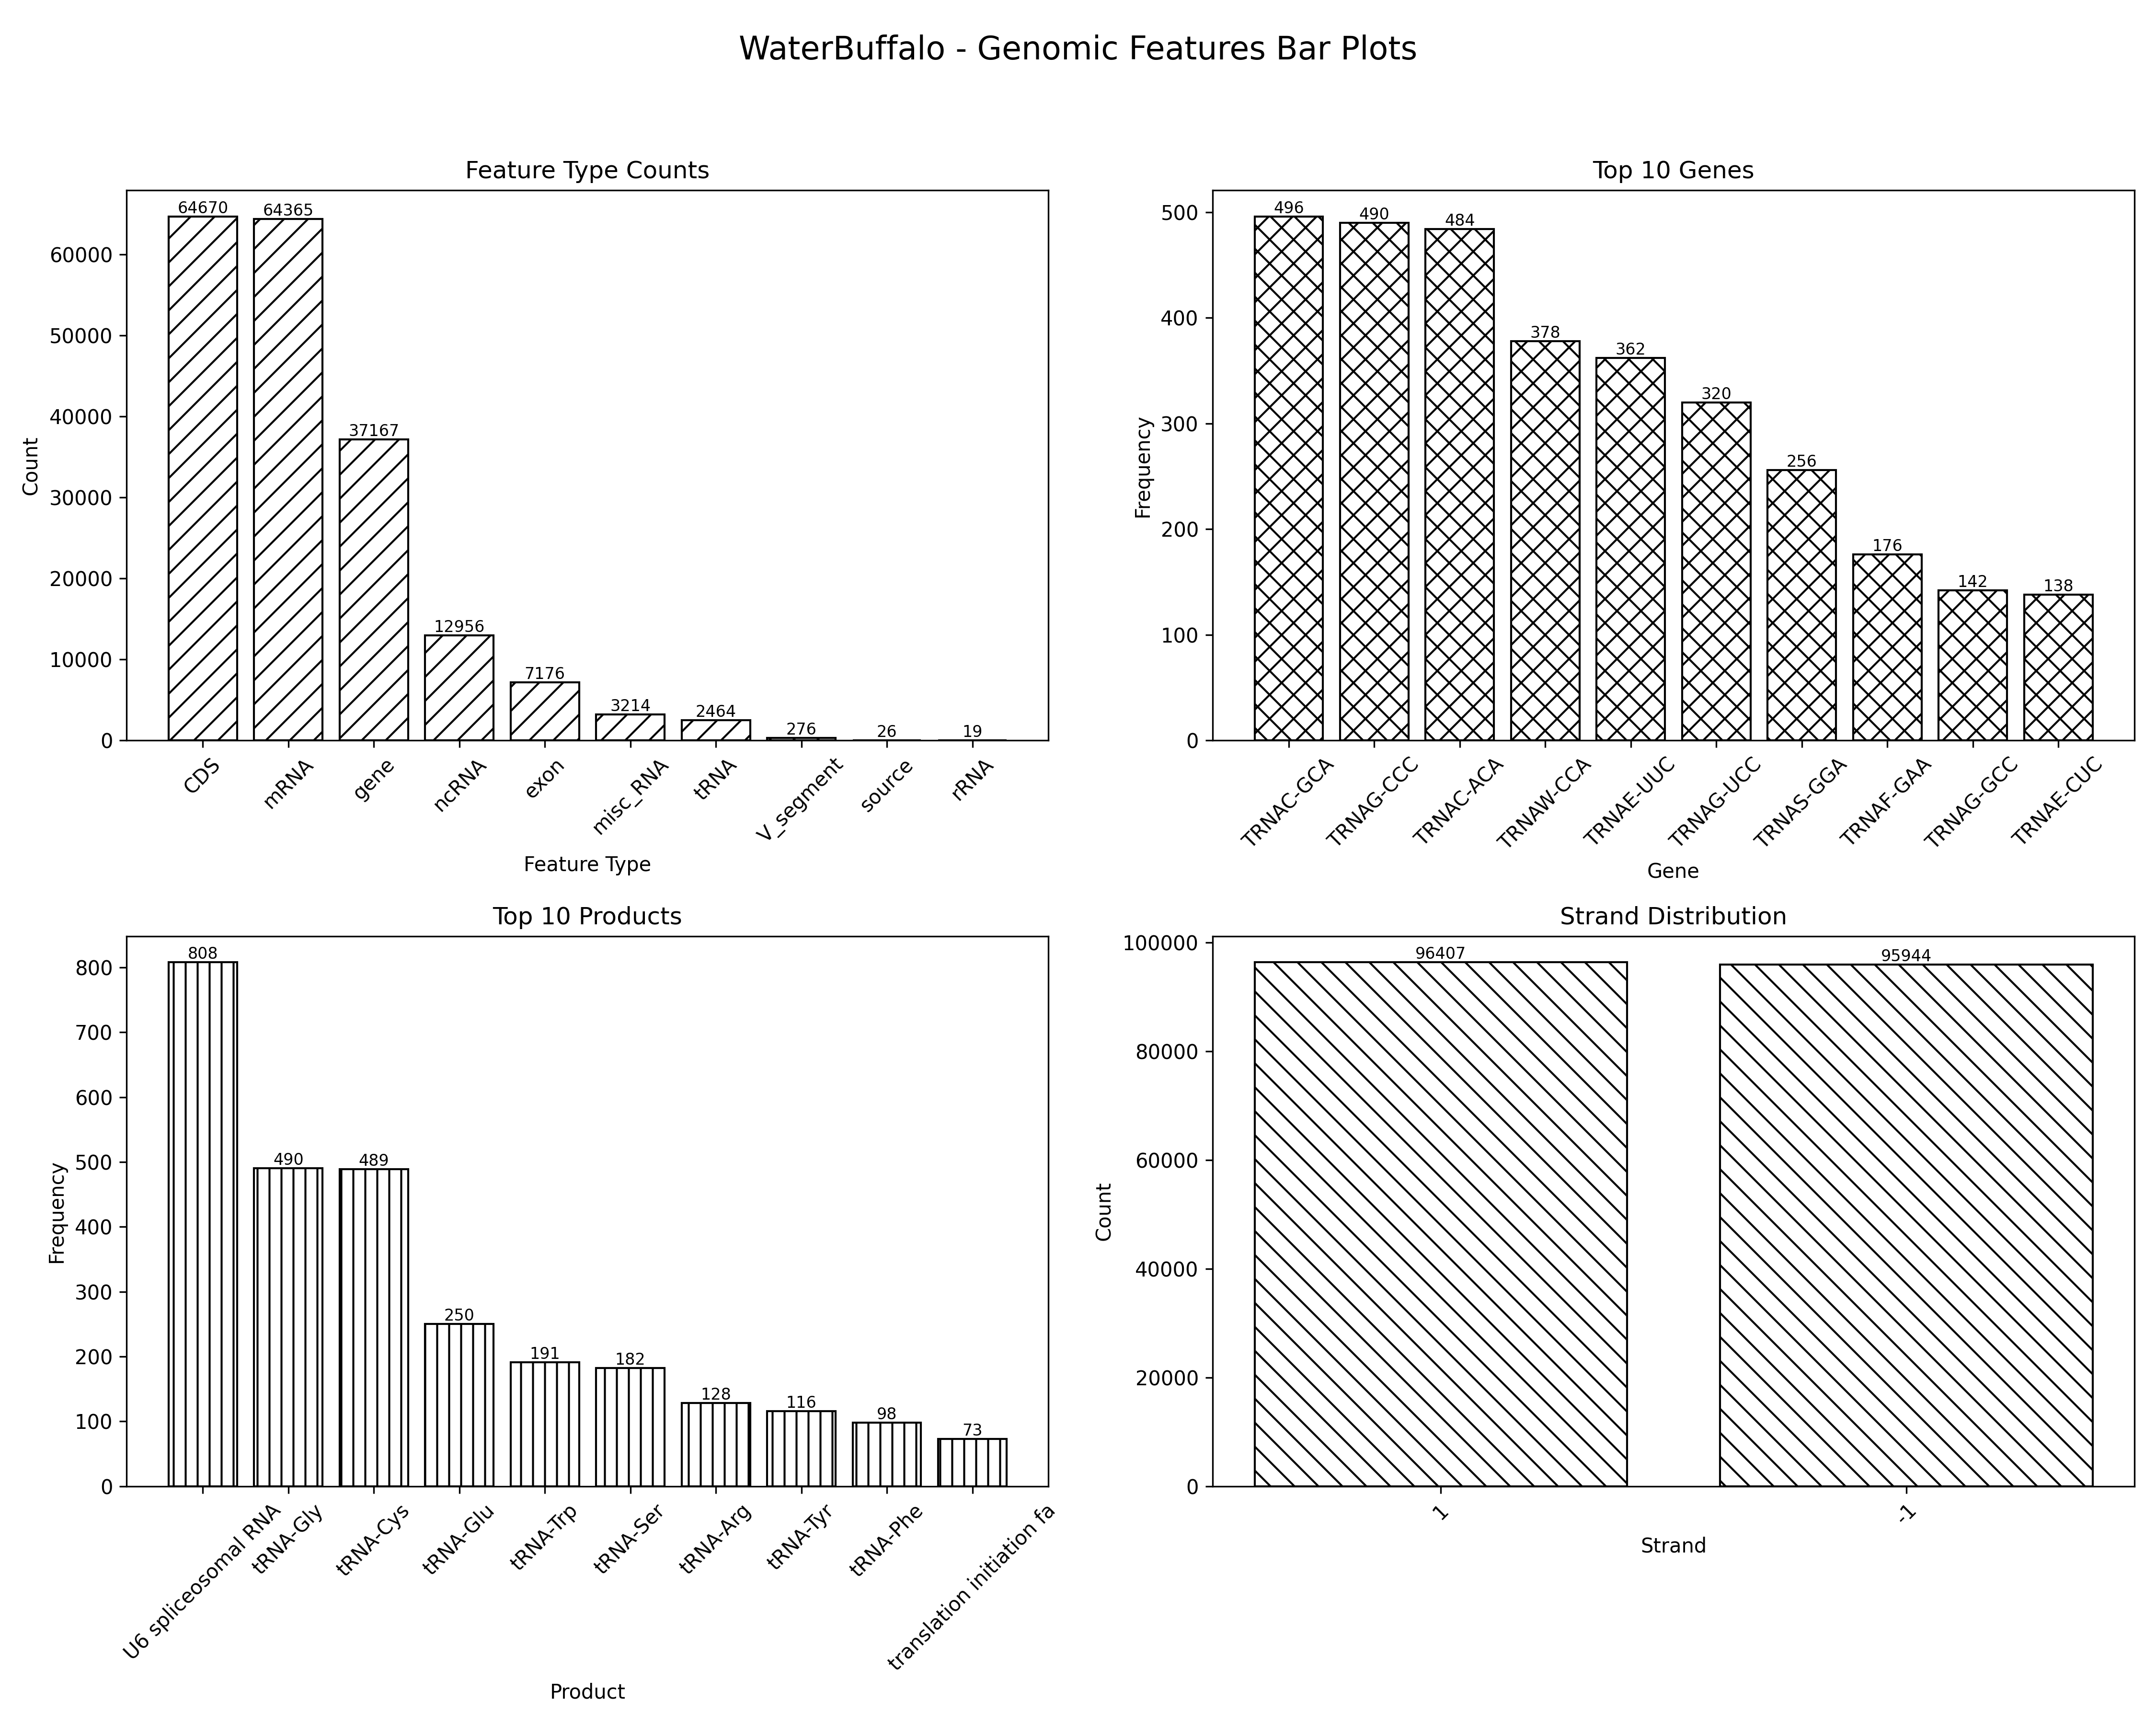 WaterBuffalo - Genomic Features Bar Plots
Feature Type Counts
Count
60000
50000
40000
30000
20000
10000
0
64670
64365
37167
12956
7176
3214
2464
276
26
19
CDS
mRNA
gene
ncRNA
exon
misc_RNA
tRNA
V_segment
source
rRNA
Feature Type
Top 10 Genes
Frequency
500
400
300
200
100
0
496
490
484
378
362
320
256
176
142
138
TRNAC-GCA
TRNAG-CCC
TRNAC-ACA
TRNAW-CCA
TRNAE-UUC
TRNAG-UCC
TRNAS-GGA
TRNAF-GAA
TRNAG-GCC
TRNAE-CUC
Gene
Top 10 Products
Frequency
800
700
600
500
400
300
200
100
0
808
490
489
250
191
182
128
116
98
73
U6 spliceosomal RNA
tRNA-Gly
tRNA-Cys
tRNA-Glu
tRNA-Trp
tRNA-Ser
tRNA-Arg
tRNA-Tyr
tRNA-Phe
translation initiation fa
Product
Strand Distribution
Count
100000
80000
60000
40000
20000
0
96407
95944
1
-1
Strand